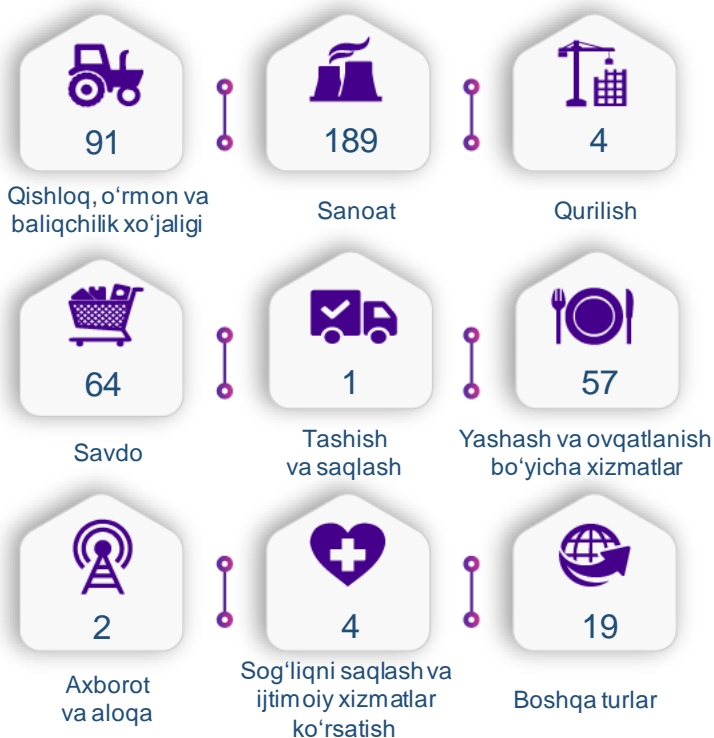 91
Qishloq, o‘rmon va
baliqchilik xo‘jaligi
189
Sanoat
4
Qurilish
64
Savdo
1
Tashish
va saqlash
57
Yashash va ovqatlanish
bo‘yicha xizmatlar
2
Axborot
va aloqa
4
Sog‘liqni saqlash va
ijtimoiy xizmatlar
ko‘rsatish
19
Boshqa turlar